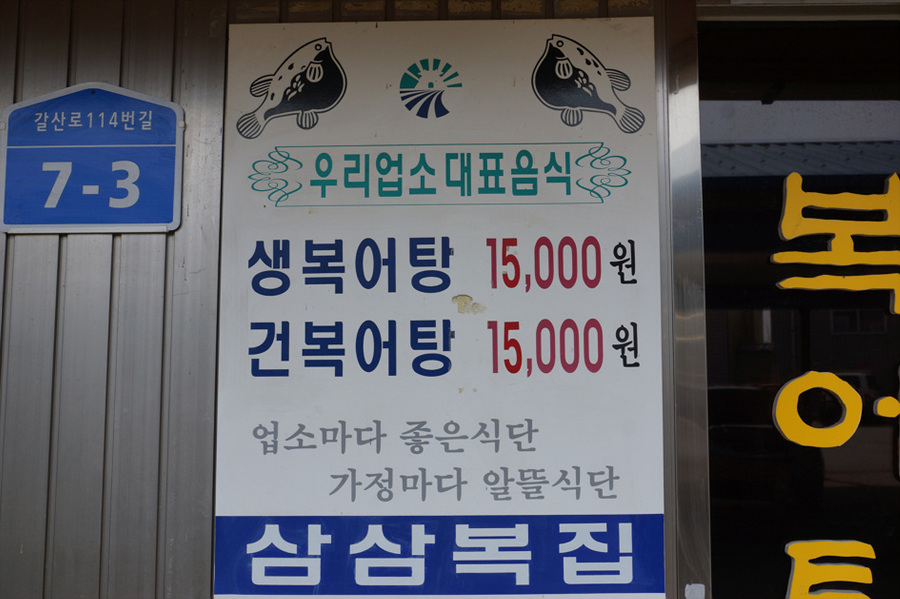 갈산로114번길
7-3
우리업소대표음식
생복어탕 15,000원
건복어탕 15,000원
업소마다 좋은식단
가정마다 알뜰식단
삼삼복집
복